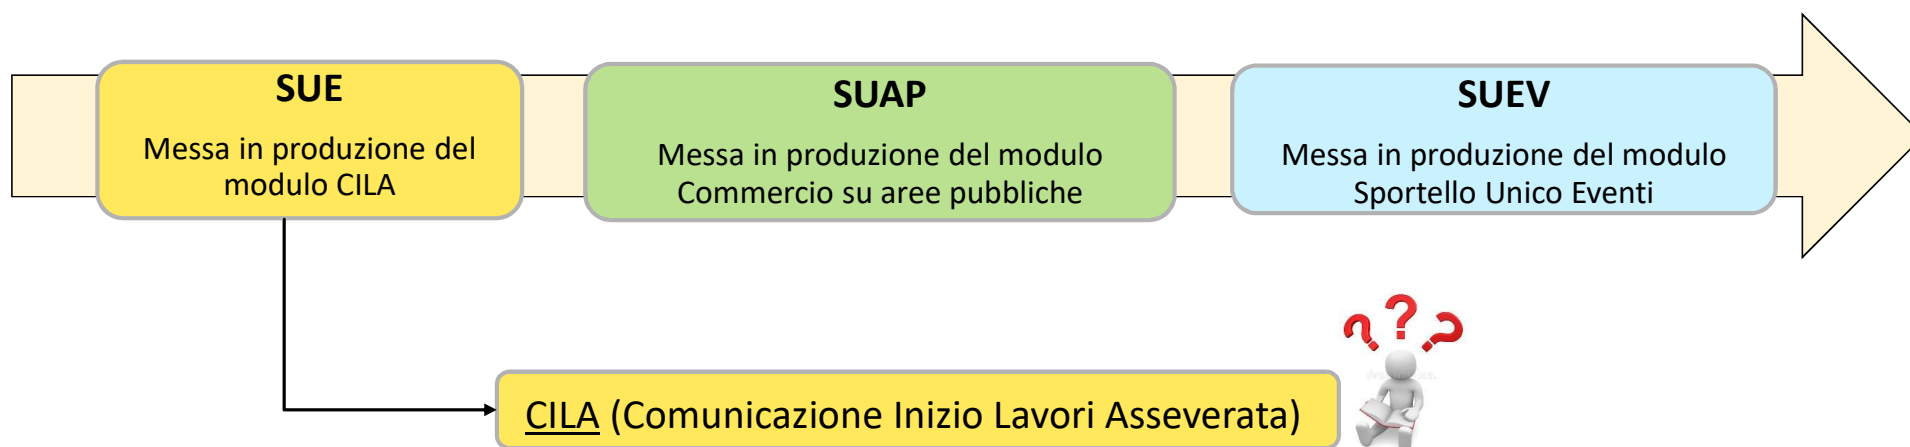 SUE
Messa in produzione del
modulo CILA
SUAP
Messa in produzione del modulo
Commercio su aree pubbliche
SUEV
Messa in produzione del modulo
Sportello Unico Eventi
CILA (Comunicazione Inizio Lavori Asseverata)
? ? ?